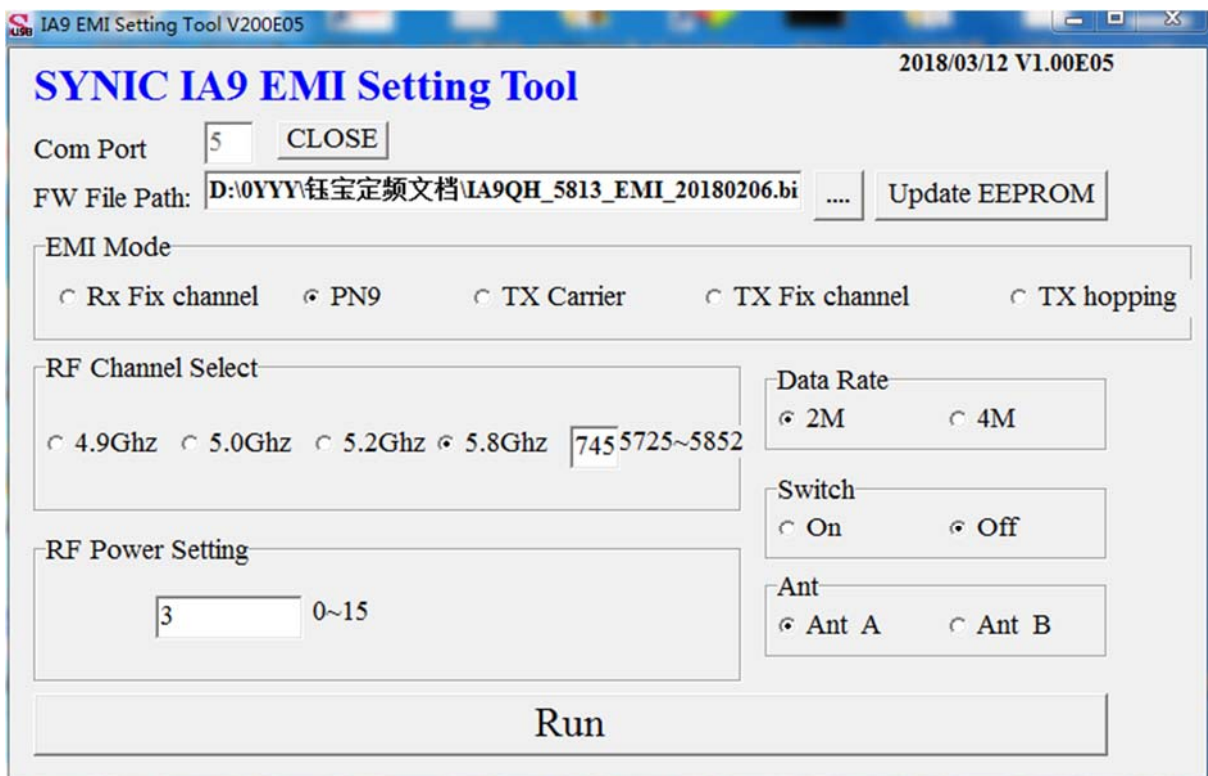 IA9 EMI Setting Tool V200E05
2018/03/12 V1.00E05
SYNIC IA9 EMI Setting Tool
Com Port 5 CLOSE
FW File Path: D:\0YYY\钰宝定频文档\IA9QH_5813_EMI_20180206.bi .... Update EEPROM
EMI Mode
Rx Fix channel PN9 TX Carrier TX Fix channel TX hopping
RF Channel Select
4.9Ghz 5.0Ghz 5.2Ghz 5.8Ghz 745 5725~5852
Data Rate
2M 4M
Switch
On Off
RF Power Setting
3 0~15
Ant
Ant A Ant B
Run